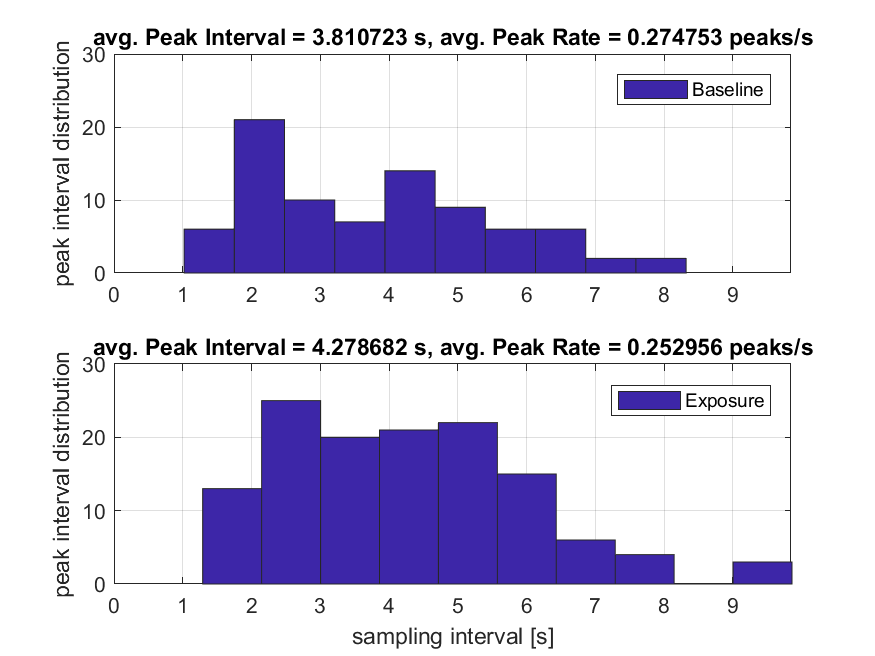 avg. Peak Interval = 3.810723 s, avg. Peak Rate = 0.274753 peaks/s
peak interval distribution
30
20
10
0
Baseline
0 1 2 3 4 5 6 7 8 9
avg. Peak Interval = 4.278682 s, avg. Peak Rate = 0.252956 peaks/s
peak interval distribution
30
20
10
0
Exposure
0 1 2 3 4 5 6 7 8 9
sampling interval [s]